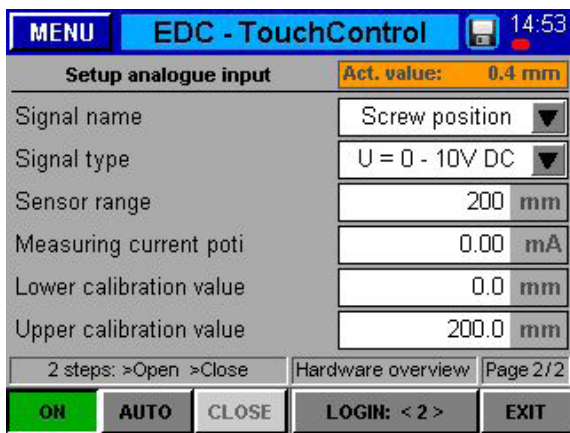 MENU EDC - TouchControl 14:53
Setup analogue input Act. value: 0.4 mm
Signal name Screw position
Signal type U = 0 - 10V DC
Sensor range 200 mm
Measuring current poti 0.00 mA
Lower calibration value 0.0 mm
Upper calibration value 200.0 mm
2 steps: >Open >Close Hardware overview Page 2/2
ON AUTO CLOSE LOGIN: < 2 > EXIT